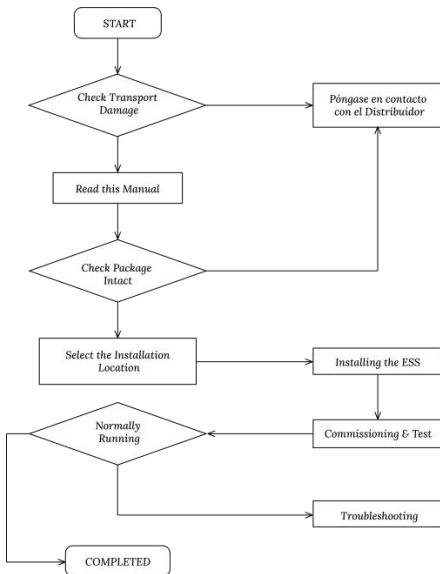 START
Check Transport
Damage
Póngase en contacto
con el Distribuidor
Read this Manual
Check Package
Intact
Select the Installation
Location
Installing the ESS
Normally
Running
Commissioning & Test
Troubleshooting
COMPLETED